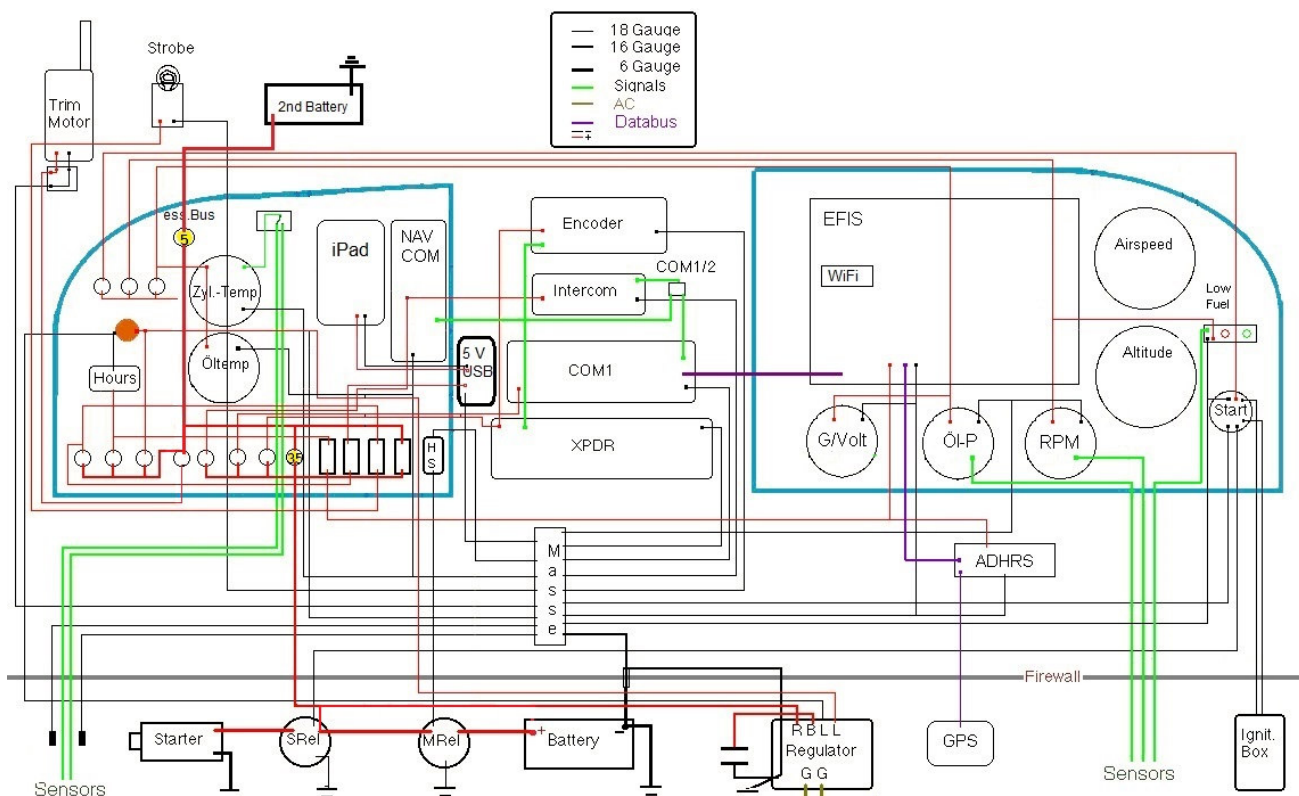 18 Gauge
16 Gauge
6 Gauge
Signals
AC
Databus
Strobe
Trim
Motor
2nd Battery
ess.Bus
5
iPad
NAV
COM
Encoder
EFIS
WiFi
Airspeed
COM1/2
Zyl.-Temp
Intercom
Low
Fuel
Öltemp
5 V
USB
COM1
Altitude
Hours
Start
G/Volt
Öl-P
RPM
35
H
S
XPDR
M
a
s
s
e
ADHRS
Firewall
Starter
SRel
MRel
+
Battery
-
R B L L
Regulator
G G
GPS
Ignit.
Box
Sensors
Sensors